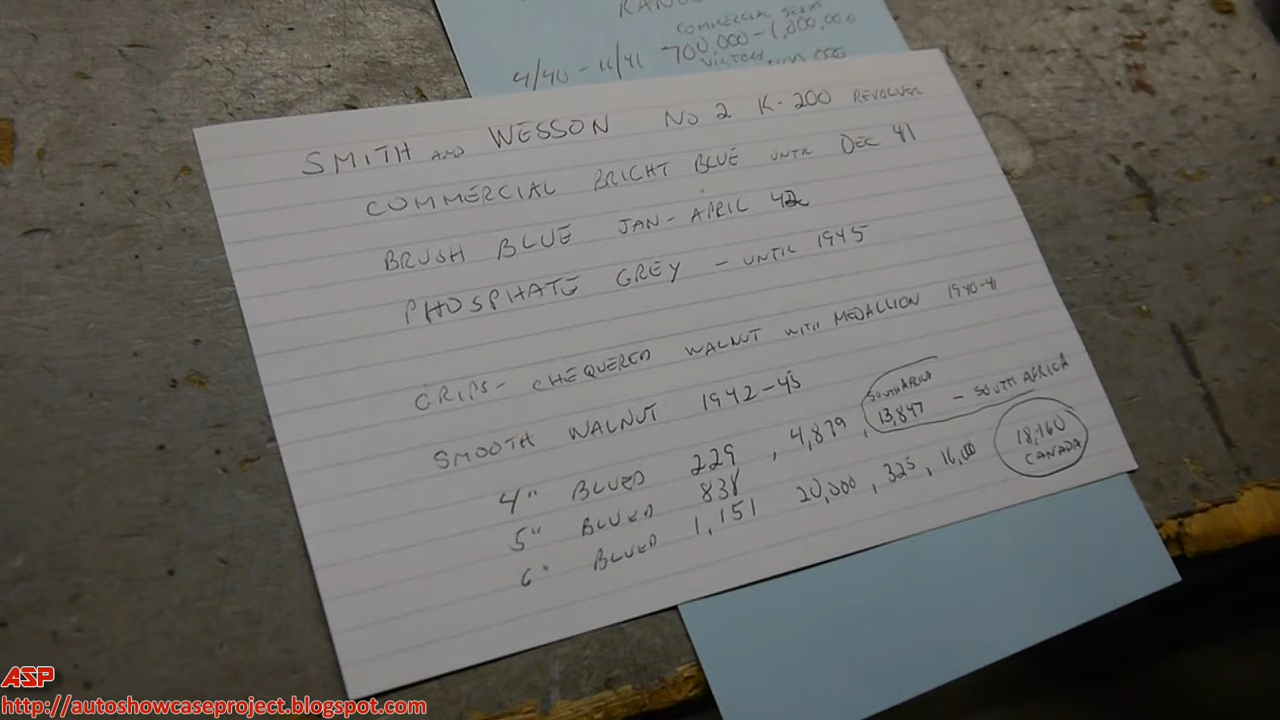 COMMERCIAL SERIES
4/40 - 11/41 700,000 - 1,000,000
VICTORY
SMITH AND WESSON NO 2 K-200 REVOLVER
COMMERCIAL BRIGHT BLUE UNTIL DEC 41
BRUSH BLUE JAN - APRIL 42
PHOSPHATE GREY - UNTIL 1945
GRIPS - CHEQUERED WALNUT WITH MEDALLION 1940-41
SMOOTH WALNUT 1942-45
SOUTH AFRICA
4" BLUED 229, 4,879, 13,847 - SOUTH AFRICA
5" BLUED 838
6" BLUED 1,151 20,000, 325, 16,00 18,160
CANADA
ASP
http://autoshowcaseproject.blogspot.com